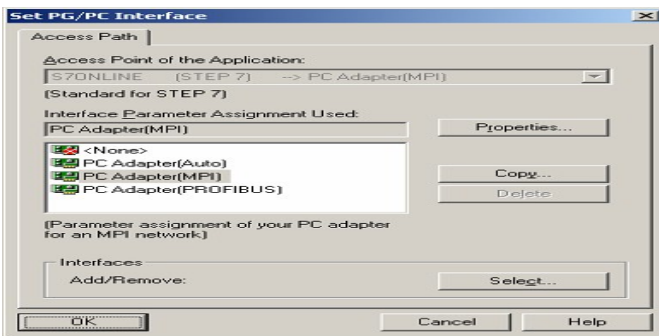 Set PG/PC Interface
Access Path
Access Point of the Application:
S7ONLINE (STEP 7) --> PC Adapter(MPI)
(Standard for STEP 7)
Interface Parameter Assignment Used:
PC Adapter(MPI)
Properties...
<None>
PC Adapter(Auto)
PC Adapter(MPI)
PC Adapter(PROFIBUS)
Copy...
Delete
(Parameter assignment of your PC adapter
for an MPI network)
Interfaces
Add/Remove:
Select...
OK
Cancel
Help